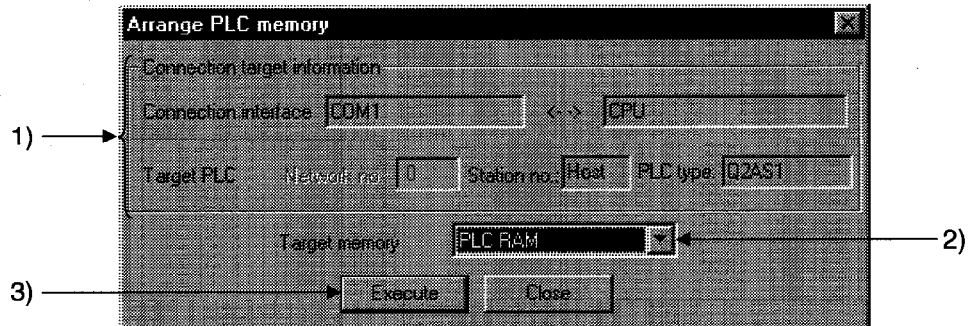 Arrange PLC memory
Connection target information
Connection interface COM1 <--> CPU
1)
Target PLC Network no.: 0 Station no.: Host PLC type: Q2AS1
Target memory PLC RAM 2)
3) Execute Close